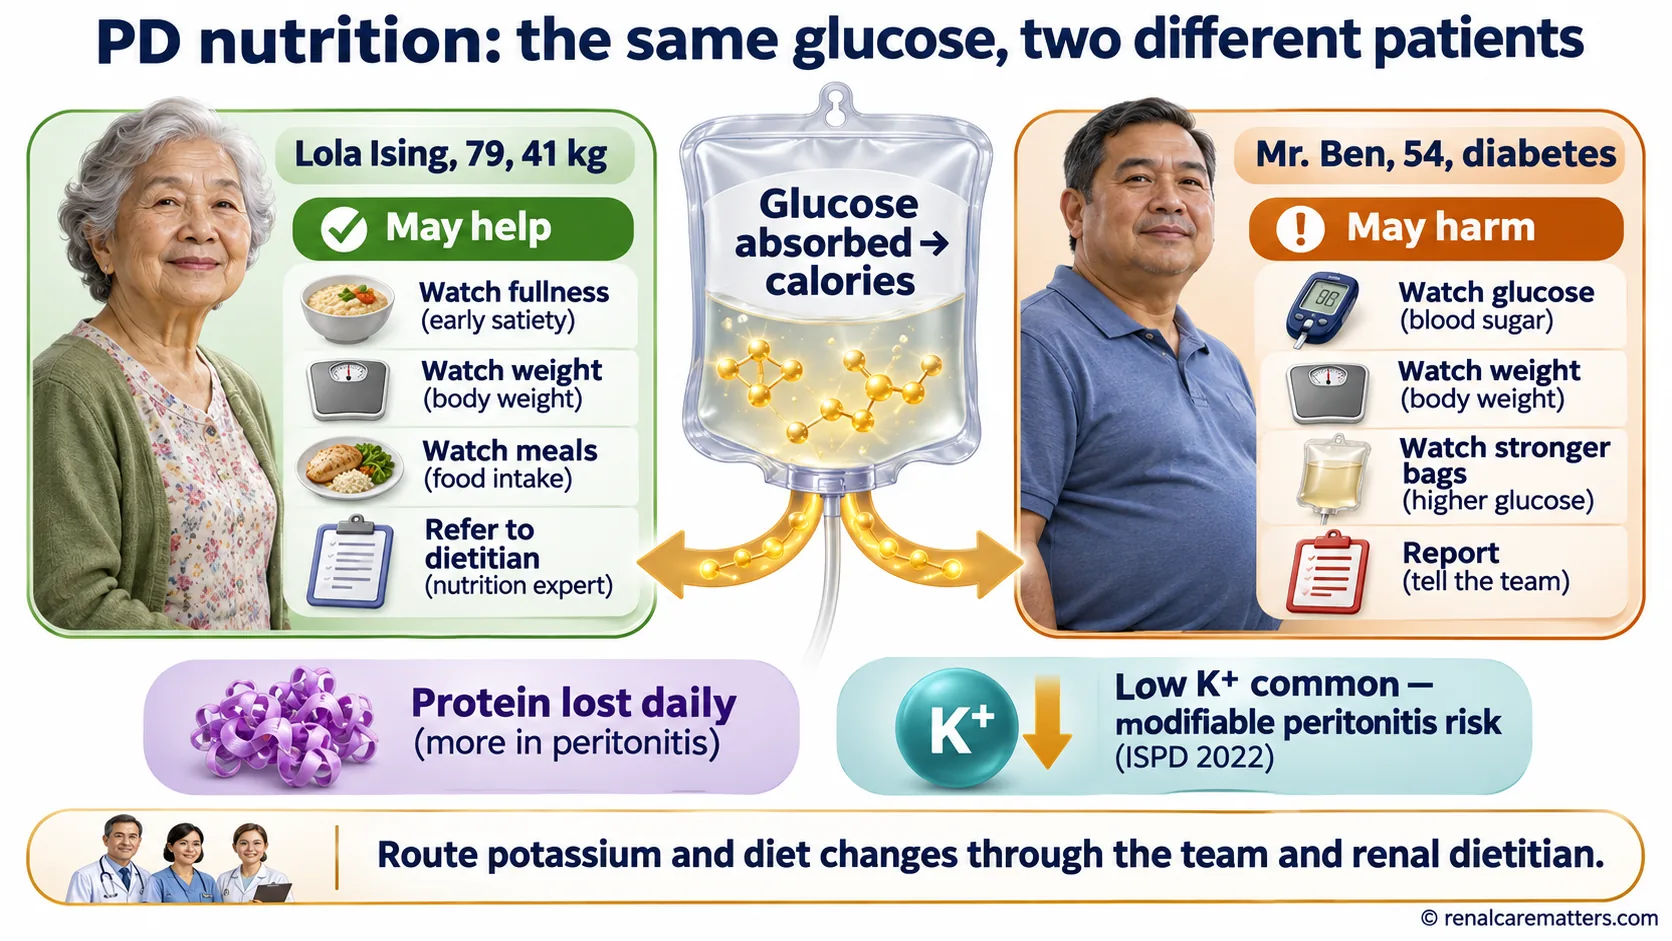 PD nutrition: the same glucose, two different patients
Lola Ising, 79, 41 kg
May help
Watch fullness
(early satiety)
Watch weight
(body weight)
Watch meals
(food intake)
Refer to
dietitian
(nutrition expert)
Glucose
absorbed →
calories
Mr. Ben, 54, diabetes
May harm
Watch glucose
(blood sugar)
Watch weight
(body weight)
Watch stronger
bags
(higher glucose)
Report
(tell the team)
Protein lost daily
(more in peritonitis)
K⁺
Low K⁺ common —
modifiable peritonitis risk
(ISPD 2022)
Route potassium and diet changes through the team and renal dietitian.
© renalcarematters.com